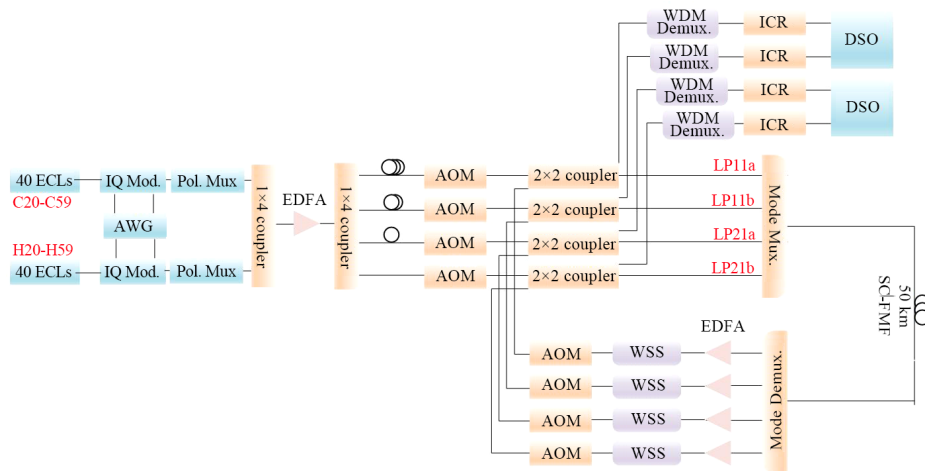 WDM
Demux.
ICR
DSO
WDM
Demux.
ICR
WDM
Demux.
ICR
DSO
WDM
Demux.
ICR
40 ECLs
IQ Mod.
Pol. Mux
C20-C59
AWG
H20-H59
40 ECLs
IQ Mod.
Pol. Mux
1×4 coupler
EDFA
1×4 coupler
AOM
2×2 coupler
LP11a
AOM
2×2 coupler
LP11b
AOM
2×2 coupler
LP21a
AOM
2×2 coupler
LP21b
Mode Mux.
50 km
SC-FMF
EDFA
AOM
WSS
AOM
WSS
AOM
WSS
AOM
WSS
Mode Demux.